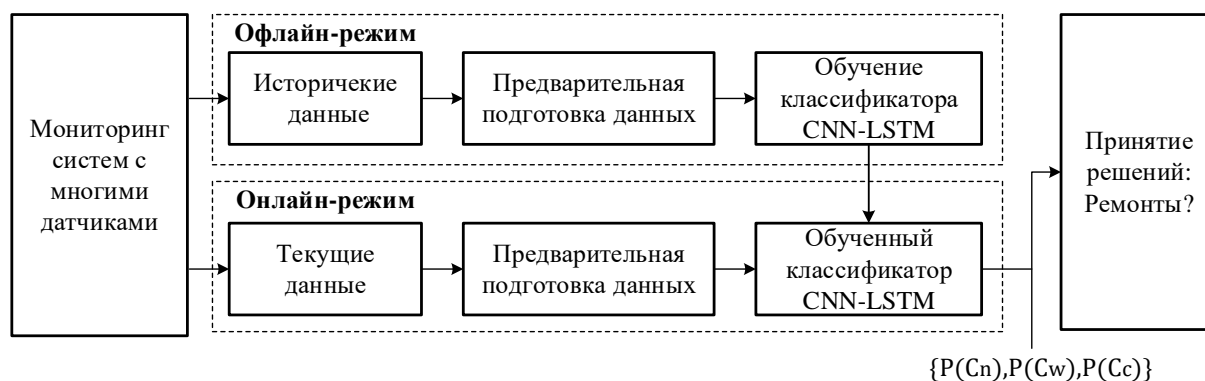 Мониторинг
систем с
многими
датчиками
Офлайн-режим
Историчекие
данные
Предварительная
подготовка данных
Обучение
классификатора
CNN-LSTM
Онлайн-режим
Текущие
данные
Предварительная
подготовка данных
Обученный
классификатор
CNN-LSTM
Принятие
решений:
Ремонты?
{P(Cn),P(Cw),P(Cc)}